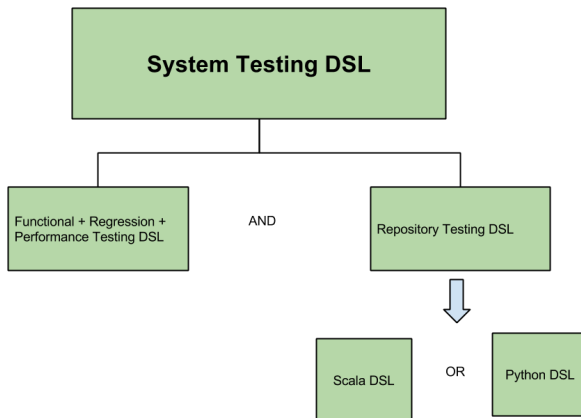 System Testing DSL
Functional + Regression +
Performance Testing DSL
AND
Repository Testing DSL
Scala DSL
OR
Python DSL